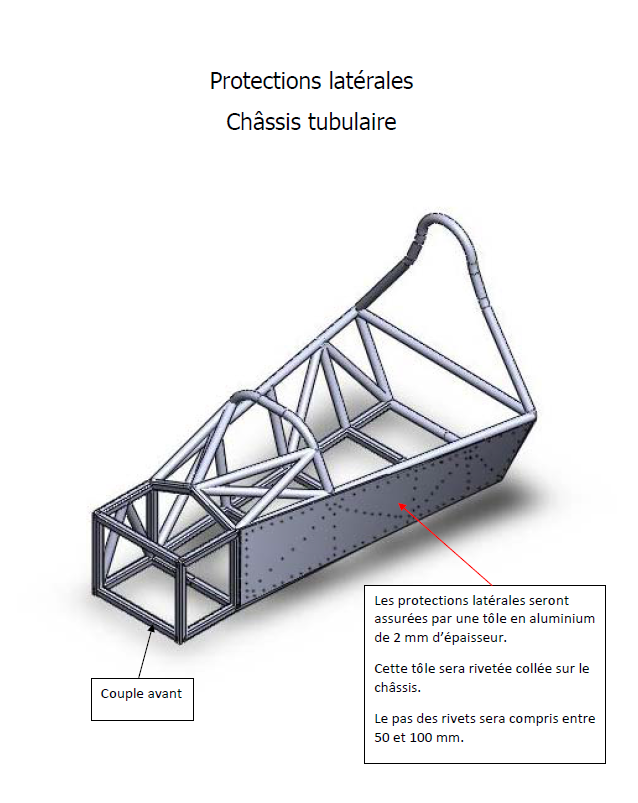 Protections latérales
Châssis tubulaire
Les protections latérales seront
assurées par une tôle en aluminium
de 2 mm d'épaisseur.
Cette tôle sera rivetée collée sur le
châssis.
Le pas des rivets sera compris entre
50 et 100 mm.
Couple avant